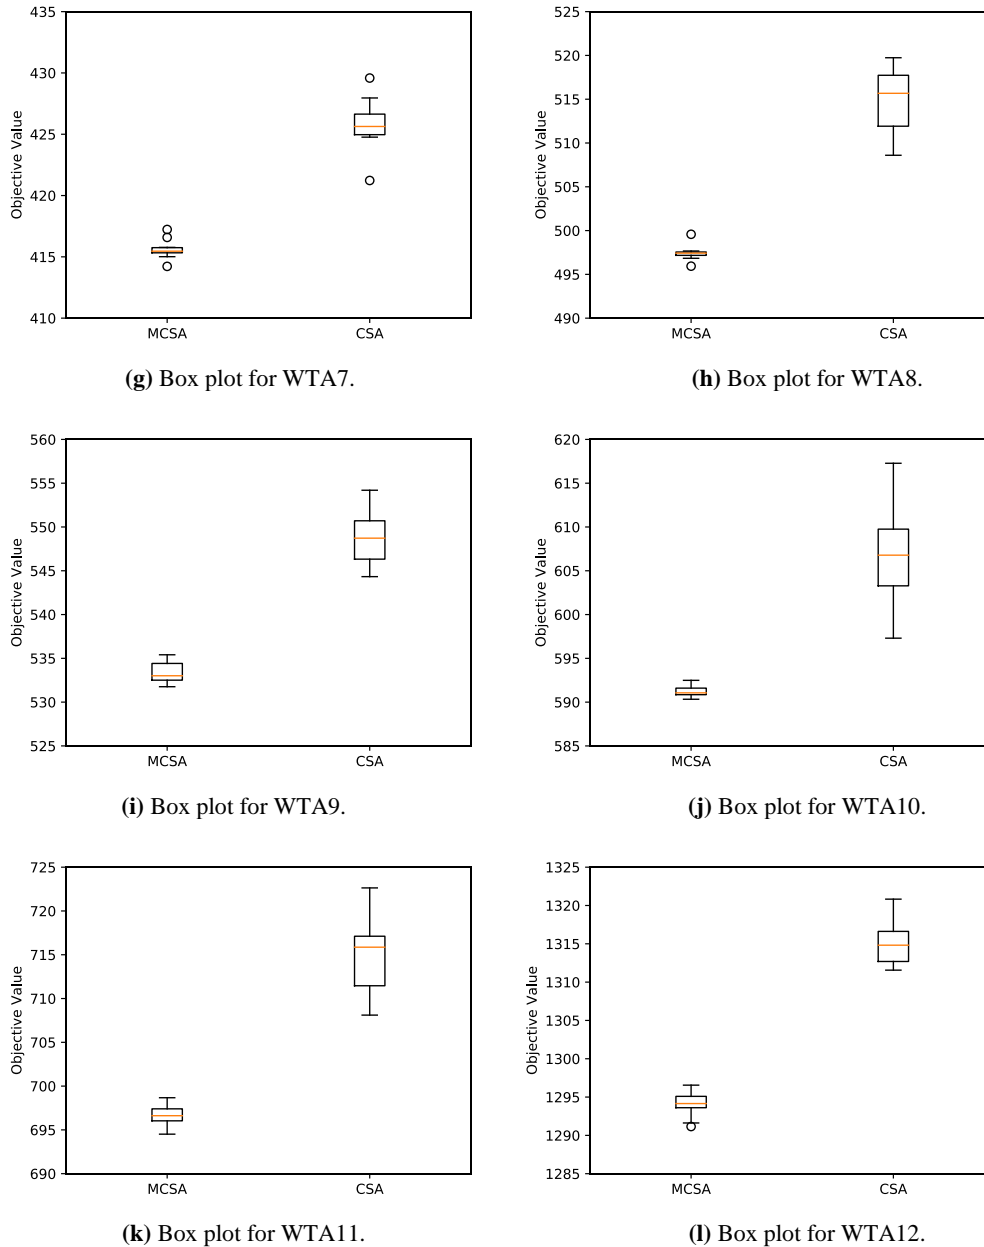 435
430
425
420
415
410
Objective Value
MCSA
CSA
(g) Box plot for WTA7.
525
520
515
510
505
500
495
490
Objective Value
MCSA
CSA
(h) Box plot for WTA8.
560
555
550
545
540
535
530
525
Objective Value
MCSA
CSA
(i) Box plot for WTA9.
620
615
610
605
600
595
590
585
Objective Value
MCSA
CSA
(j) Box plot for WTA10.
725
720
715
710
705
700
695
690
Objective Value
MCSA
CSA
(k) Box plot for WTA11.
1325
1320
1315
1310
1305
1300
1295
1290
1285
Objective Value
MCSA
CSA
(l) Box plot for WTA12.